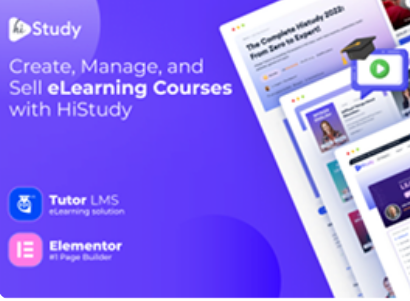 hi Study
Create, Manage, and
Sell eLearning Courses
with HiStudy
Tutor LMS
eLearning solution
Elementor
#1 Page Builder
The Complete Histudy 2022:
From Zero to Expert!